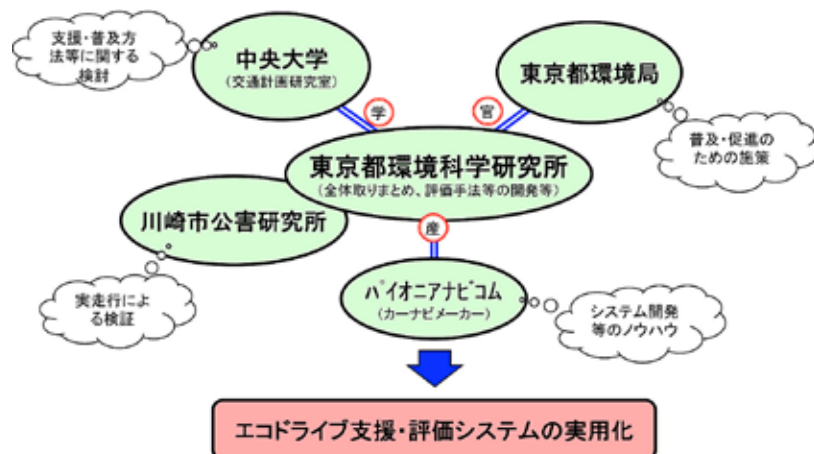 支援・普及方
法等に関する
検討
中央大学
(交通計画研究室)
東京都環境局
学
官
普及・促進の
ための施策
東京都環境科学研究所
(全体取りまとめ、評価手法等の開発等)
川崎市公害研究所
産
実走行によ
る検証
パイオニアナビコム
(カーナビメーカー)
システム開発
等のノウハウ
エコドライブ支援・評価システムの実用化